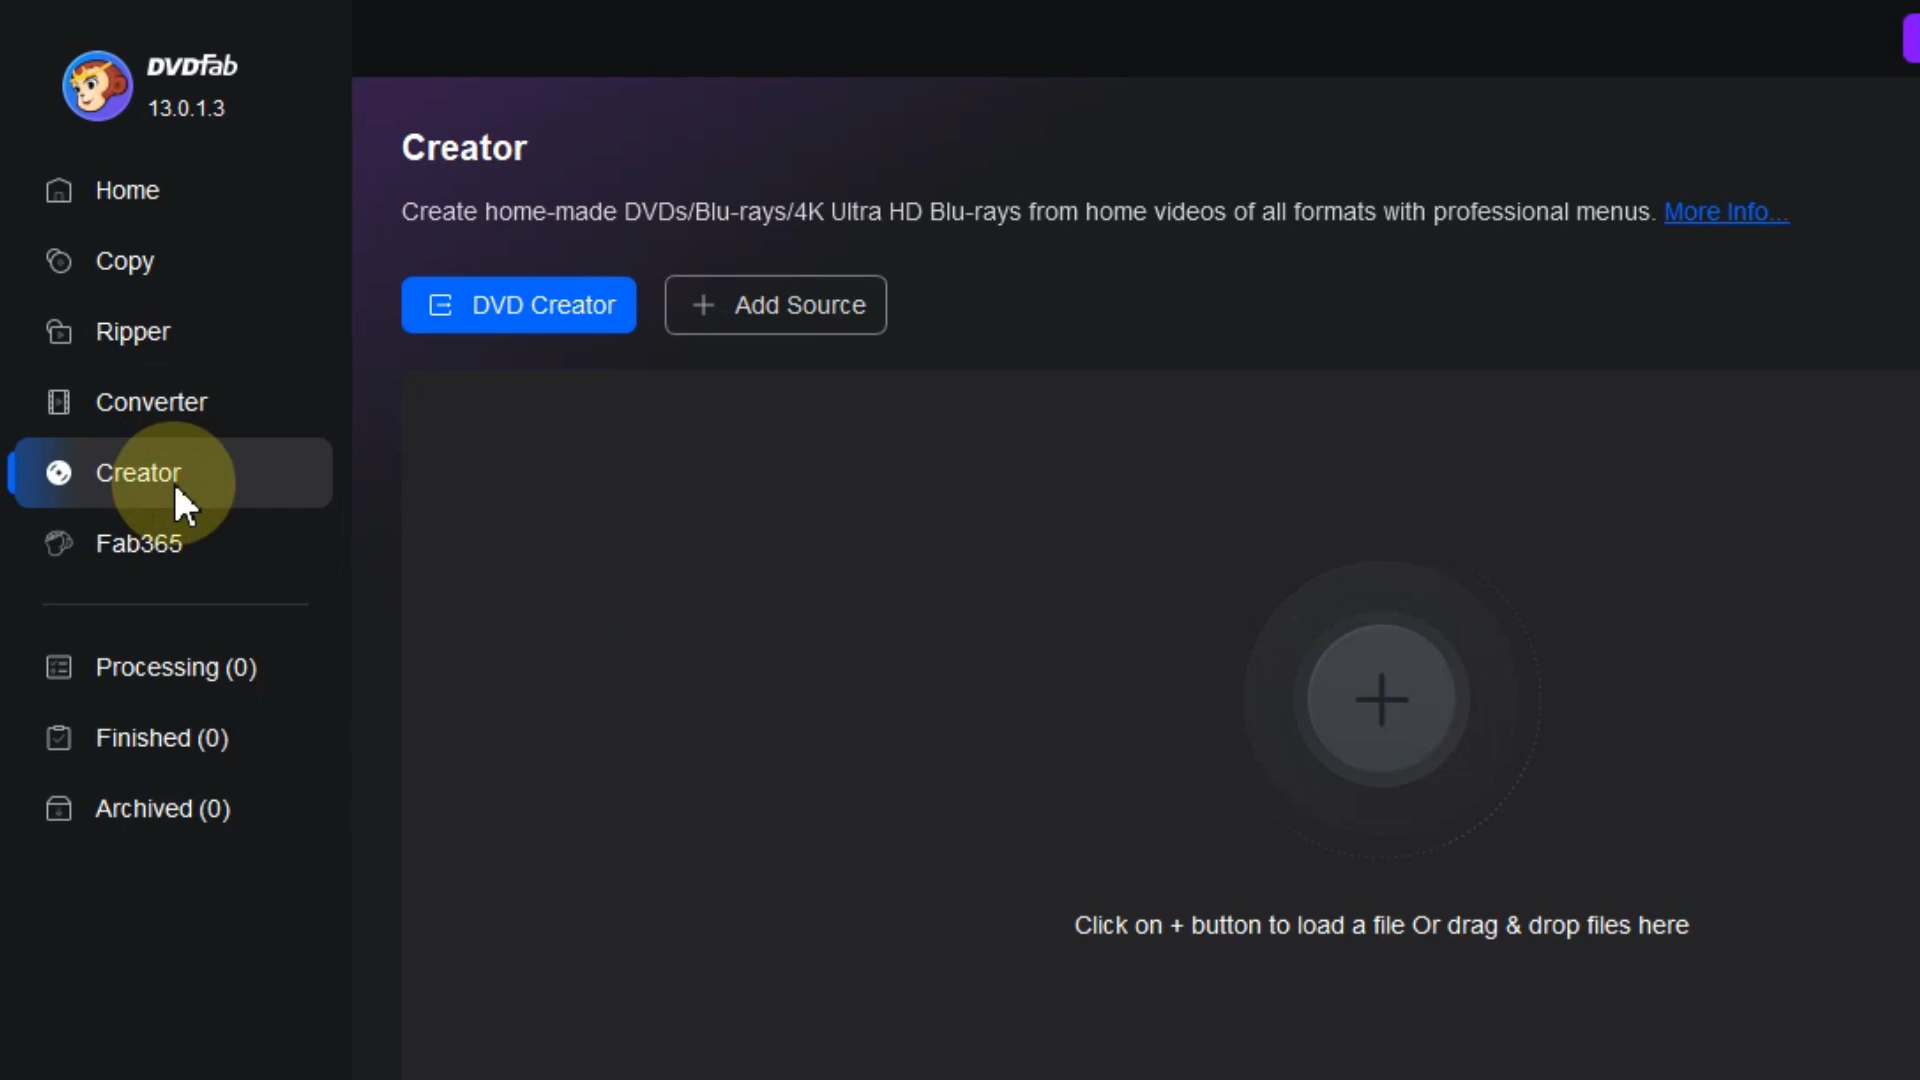 DVDFab
13.0.1.3
Home
Copy
Ripper
Converter
Creator
Fab365
Processing (0)
Finished (0)
Archived (0)
Creator
Create home-made DVDs/Blu-rays/4K Ultra HD Blu-rays from home videos of all formats with professional menus. More Info...
DVD Creator
Add Source
Click on + button to load a file Or drag & drop files here